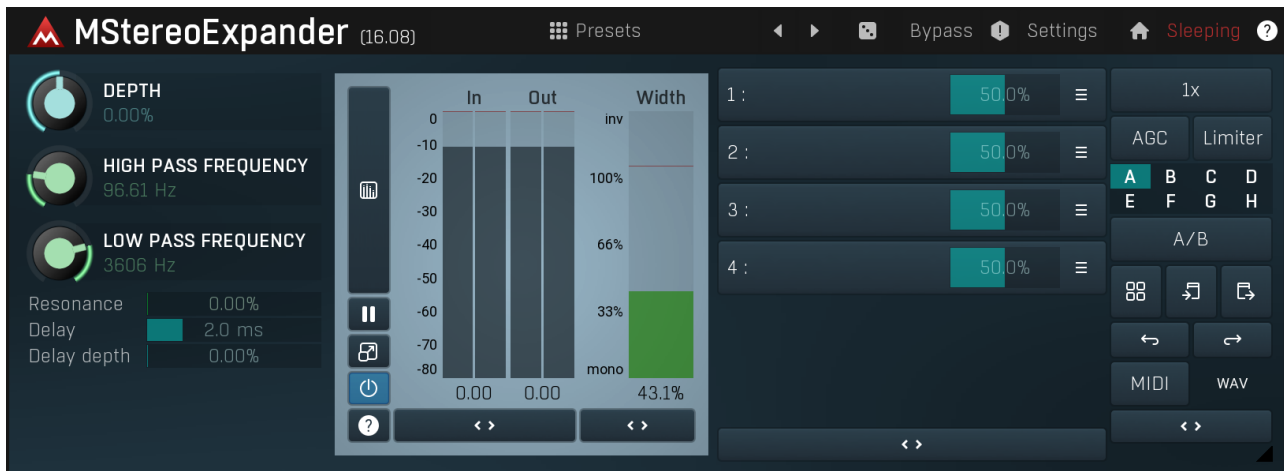 MStereoExpander (16.08) Presets Bypass Settings Sleeping ?
DEPTH
0.00%
HIGH PASS FREQUENCY
96.61 Hz
LOW PASS FREQUENCY
3606 Hz
Resonance 0.00%
Delay 2.0 ms
Delay depth 0.00%
In Out Width
0
-10
-20
-30
-40
-50
-60
-70
-80
inv
100%
66%
33%
mono
0.00 0.00 43.1%
?
1 : 50.0%
2 : 50.0%
3 : 50.0%
4 : 50.0%
1x
AGC Limiter
A B C D
E F G H
A/B
MIDI WAV